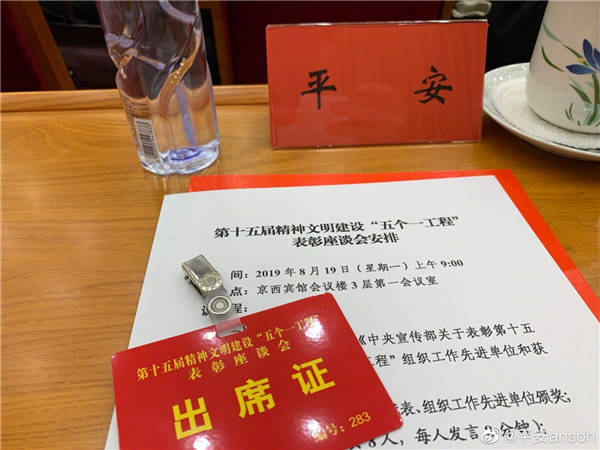 平安
第十五届精神文明建设“五个一工程”
表彰座谈会安排
间：2019年8月19日（星期一）上午9:00
点：京西宾馆会议楼3层第一会议室
程：
《中央宣传部关于表彰第十五
工程”组织工作先进单位和获
表、组织工作先进单位颁奖；
8人，每人发言8分钟）；
第十五届精神文明建设“五个一工程”
表彰座谈会
出席证
编号：283
@平安anson